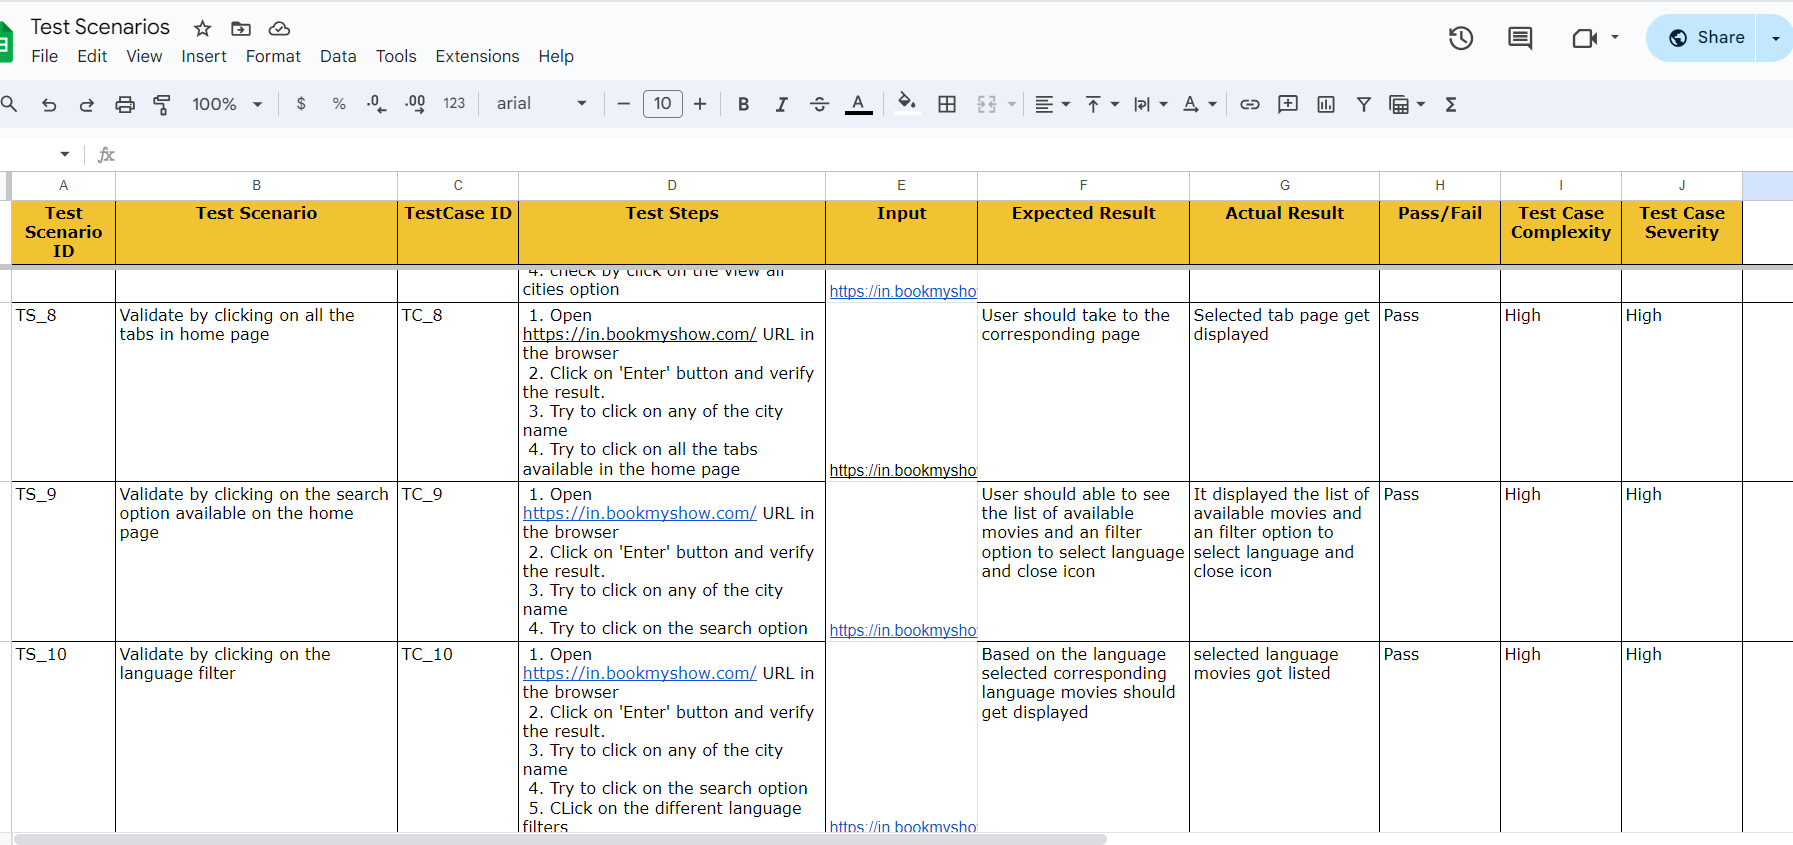 Test Scenarios
File Edit View Insert Format Data Tools Extensions Help
Share
100% $ % .0 .00 123 arial 10 B I A Σ
fx
A B C D E F G H I J
Test Scenario ID
Test Scenario
TestCase ID
Test Steps
Input
Expected Result
Actual Result
Pass/Fail
Test Case Complexity
Test Case Severity
4. check by click on the view all
cities option
https://in.bookmysho
TS_8
Validate by clicking on all the
tabs in home page
TC_8
1. Open
https://in.bookmyshow.com/ URL in
the browser
2. Click on 'Enter' button and verify
the result.
3. Try to click on any of the city
name
4. Try to click on all the tabs
available in the home page
https://in.bookmysho
User should take to the
corresponding page
Selected tab page get
displayed
Pass
High
High
TS_9
Validate by clicking on the search
option available on the home
page
TC_9
1. Open
https://in.bookmyshow.com/ URL in
the browser
2. Click on 'Enter' button and verify
the result.
3. Try to click on any of the city
name
4. Try to click on the search option
https://in.bookmysho
User should able to see
the list of available
movies and an filter
option to select language
and close icon
It displayed the list of
available movies and
an filter option to
select language and
close icon
Pass
High
High
TS_10
Validate by clicking on the
language filter
TC_10
1. Open
https://in.bookmyshow.com/ URL in
the browser
2. Click on 'Enter' button and verify
the result.
3. Try to click on any of the city
name
4. Try to click on the search option
5. CLick on the different language
filters
https://in.bookmysho
Based on the language
selected corresponding
language movies should
get displayed
selected language
movies got listed
Pass
High
High